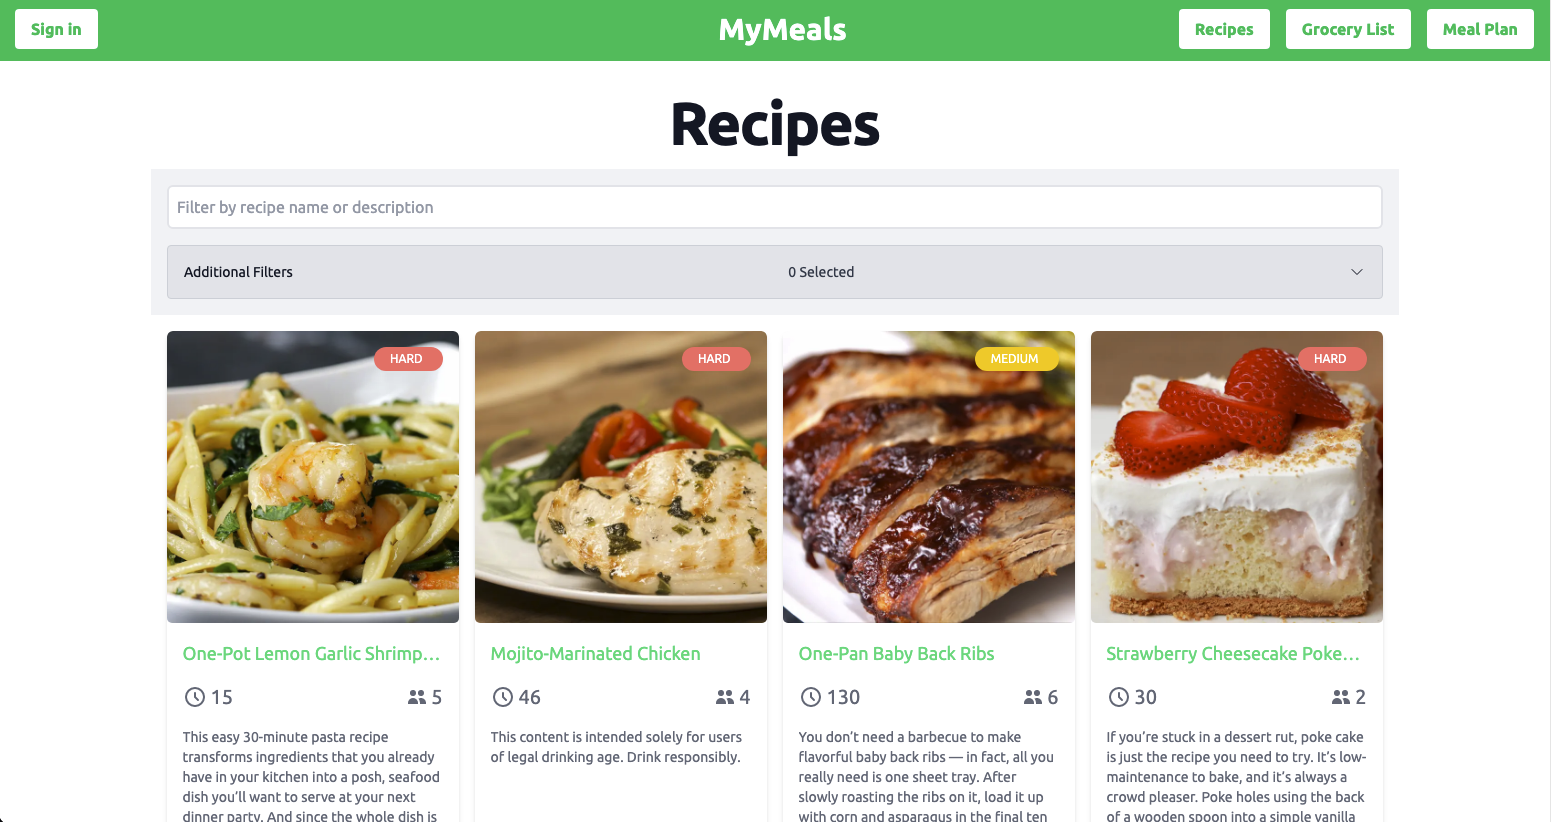 Sign in
MyMeals
Recipes
Grocery List
Meal Plan
Recipes
Filter by recipe name or description
Additional Filters
0 Selected
HARD
HARD
MEDIUM
HARD
One-Pot Lemon Garlic Shrimp...
15
5
This easy 30-minute pasta recipe
transforms ingredients that you already
have in your kitchen into a posh, seafood
dish you’ll want to serve at your next
dinner party. And since the whole dish is
Mojito-Marinated Chicken
46
4
This content is intended solely for users
of legal drinking age. Drink responsibly.
One-Pan Baby Back Ribs
130
6
You don’t need a barbecue to make
flavorful baby back ribs — in fact, all you
really need is one sheet tray. After
slowly roasting the ribs on it, load it up
with corn and asparagus in the final ten
Strawberry Cheesecake Poke...
30
2
If you’re stuck in a dessert rut, poke cake
is just the recipe you need to try. It’s low-
maintenance to bake, and it’s always a
crowd pleaser. Poke holes using the back
of a wooden spoon into a simple vanilla